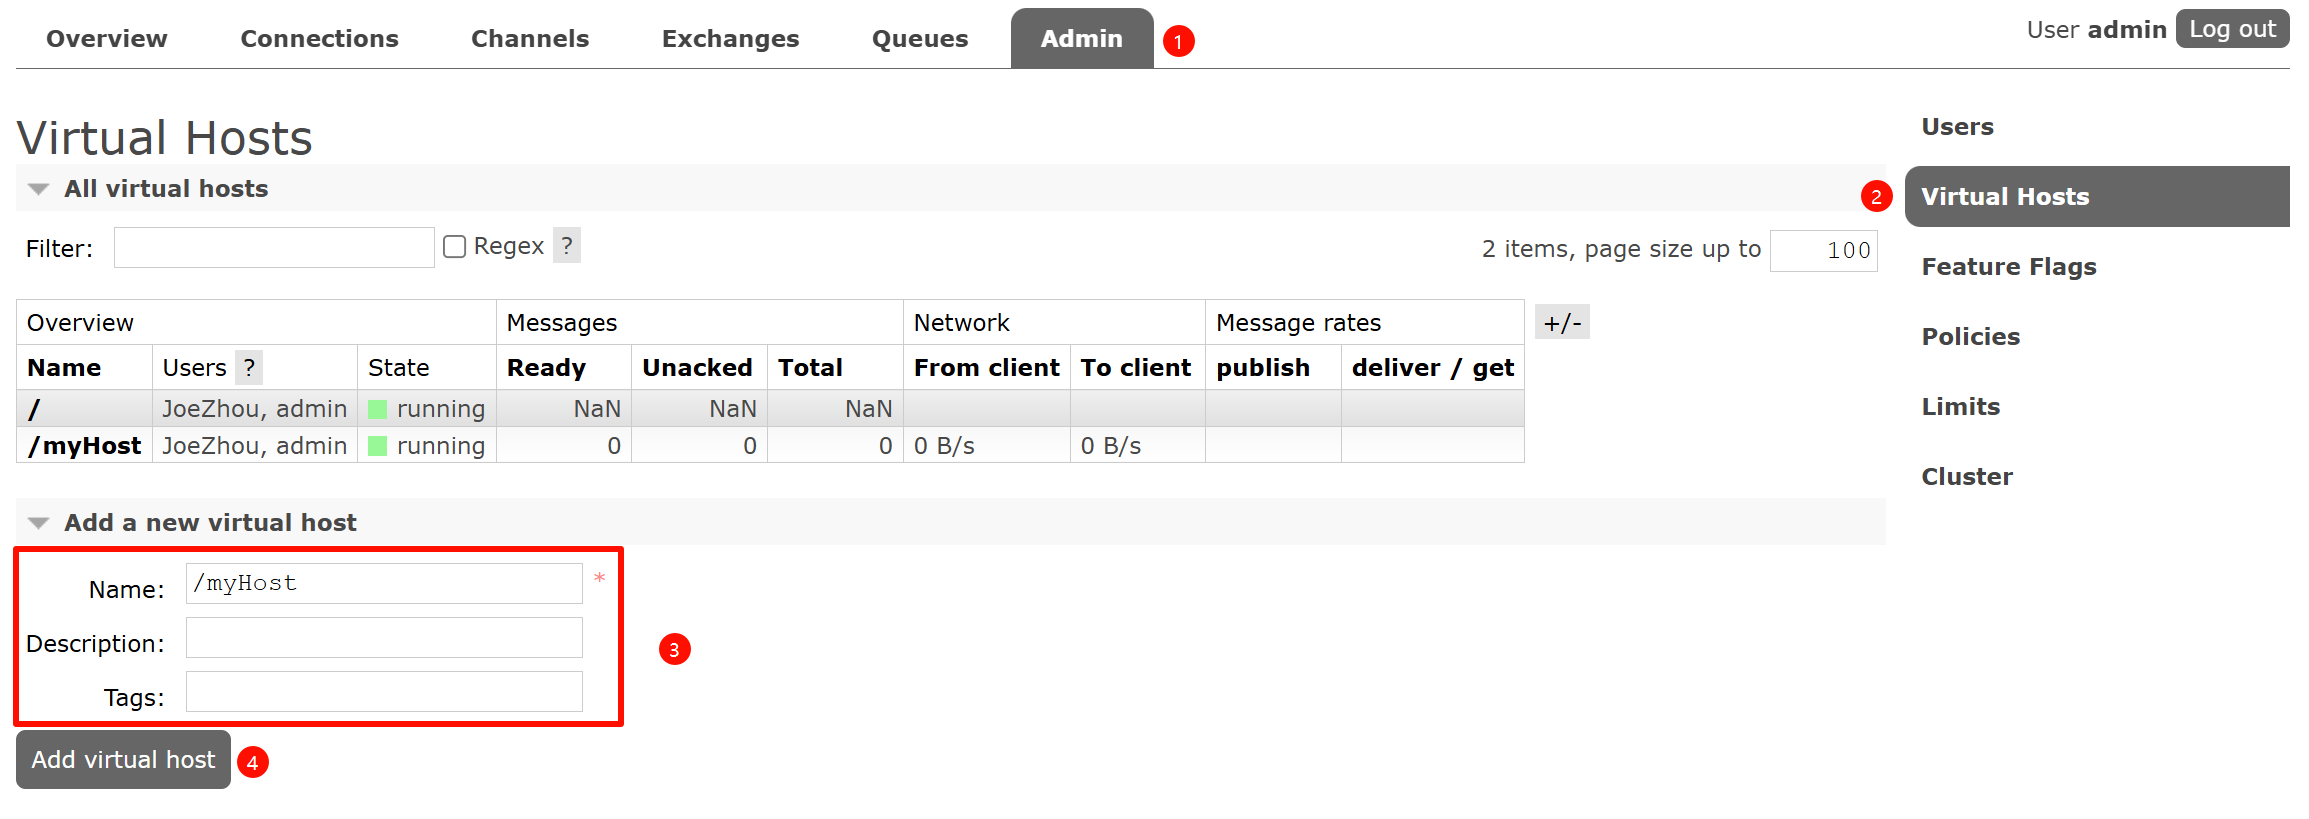 Overview Connections Channels Exchanges Queues Admin 1 User admin Log out
Virtual Hosts
All virtual hosts
Filter: Regex ? 2 items, page size up to 100
Overview Messages Network Message rates +/-
Name Users ? State Ready Unacked Total From client To client publish deliver / get
/ JoeZhou, admin running NaN NaN NaN
/myHost JoeZhou, admin running 0 0 0 0 B/s 0 B/s
Add a new virtual host
Name: /myHost *
Description: 3
Tags:
Add virtual host 4
Users
2 Virtual Hosts
Feature Flags
Policies
Limits
Cluster